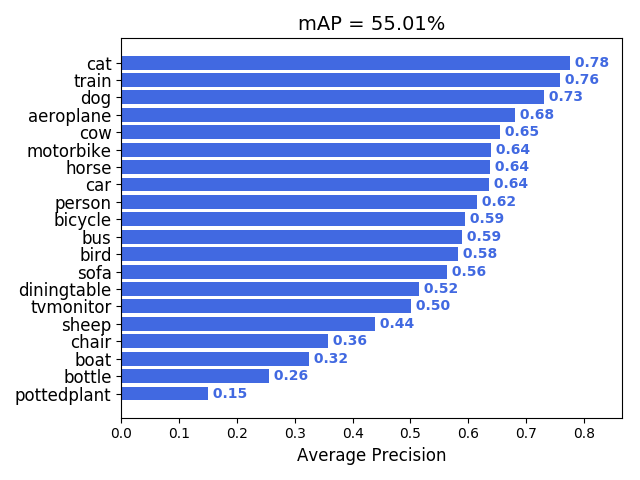 mAP = 55.01%
cat 0.78
train 0.76
dog 0.73
aeroplane 0.68
cow 0.65
motorbike 0.64
horse 0.64
car 0.64
person 0.62
bicycle 0.59
bus 0.59
bird 0.58
sofa 0.56
diningtable 0.52
tvmonitor 0.50
sheep 0.44
chair 0.36
boat 0.32
bottle 0.26
pottedplant 0.15
0.0 0.1 0.2 0.3 0.4 0.5 0.6 0.7 0.8
Average Precision